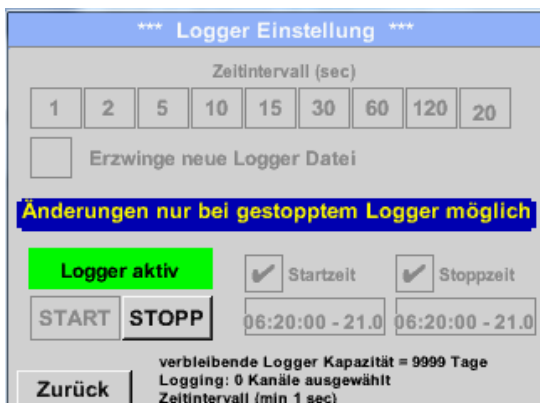 *** Logger Einstellung ***
Zeitintervall (sec)
1 2 5 10 15 30 60 120 20
Erzwinge neue Logger Datei
Änderungen nur bei gestopptem Logger möglich
Logger aktiv
Startzeit
Stoppzeit
START STOPP
06:20:00 - 21.0
06:20:00 - 21.0
Zurück
verbleibende Logger Kapazität = 9999 Tage
Logging: 0 Kanäle ausgewählt
Zeitintervall (min 1 sec)